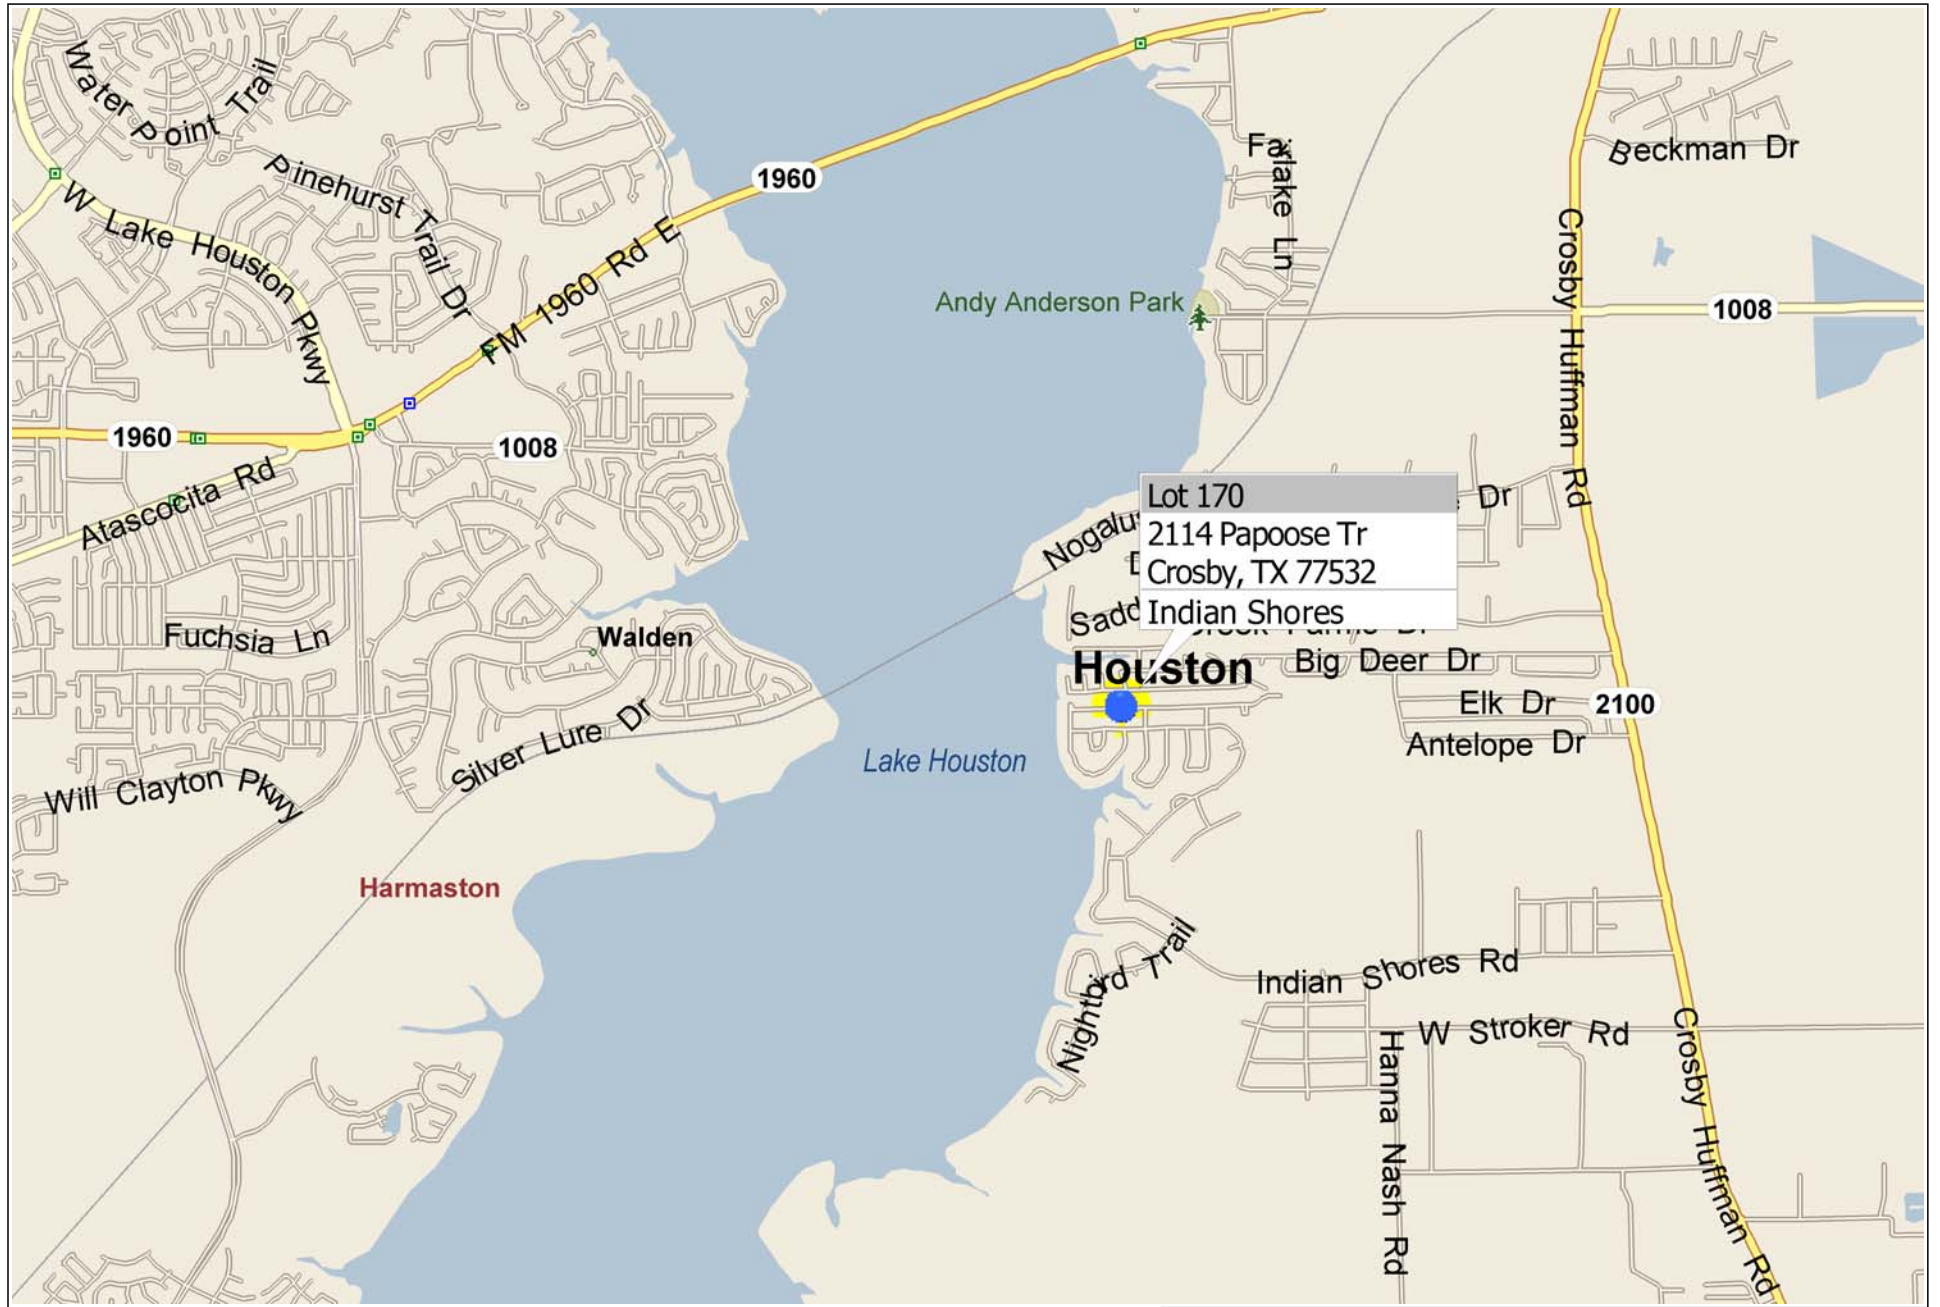 Water Point Trail
Pinehurst Trail Dr
W Lake Houston Pkwy
1960
FM 1960 Rd E
Farlake Ln
Beckman Dr
Crosby Huffman Rd
Andy Anderson Park
1008
1960
1008
Atascocita Rd
Lot 170
2114 Papoose Tr
Crosby, TX 77532
Indian Shores
Dr
Fuchsia Ln
Walden
Houston
Big Deer Dr
Elk Dr
2100
Antelope Dr
Silver Lure Dr
Lake Houston
Will Clayton Pkwy
Harmaston
Nightbird Trail
Indian Shores Rd
W Stroker Rd
Hanna Nash Rd
Crosby Huffman Rd